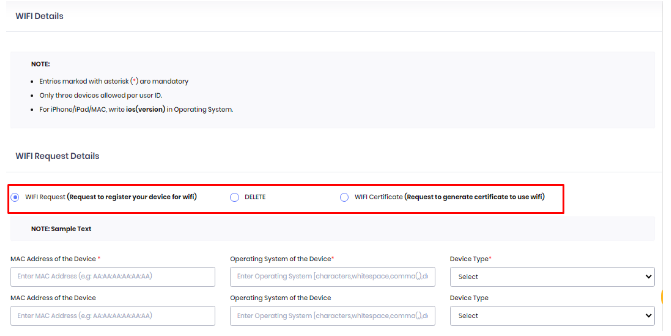 WIFI Details
NOTE:
Entries marked with asterisk (*) are mandatory
Only three devices allowed per user ID.
For iPhone/iPad/MAC, write ios(version) in Operating System.
WIFI Request Details
WIFI Request (Request to register your device for wifi) DELETE WIFI Certificate (Request to generate certificate to use wifi)
NOTE: Sample Text
MAC Address of the Device * Operating System of the Device* Device Type*
Enter MAC Address (e.g: AA:AA:AA:AA:AA:AA) Enter Operating System (characters,whitespace,comma(,),d Select
MAC Address of the Device Operating System of the Device Device Type
Enter MAC Address (e.g: AA:AA:AA:AA:AA:AA) Enter Operating System (characters,whitespace,comma(,),d Select